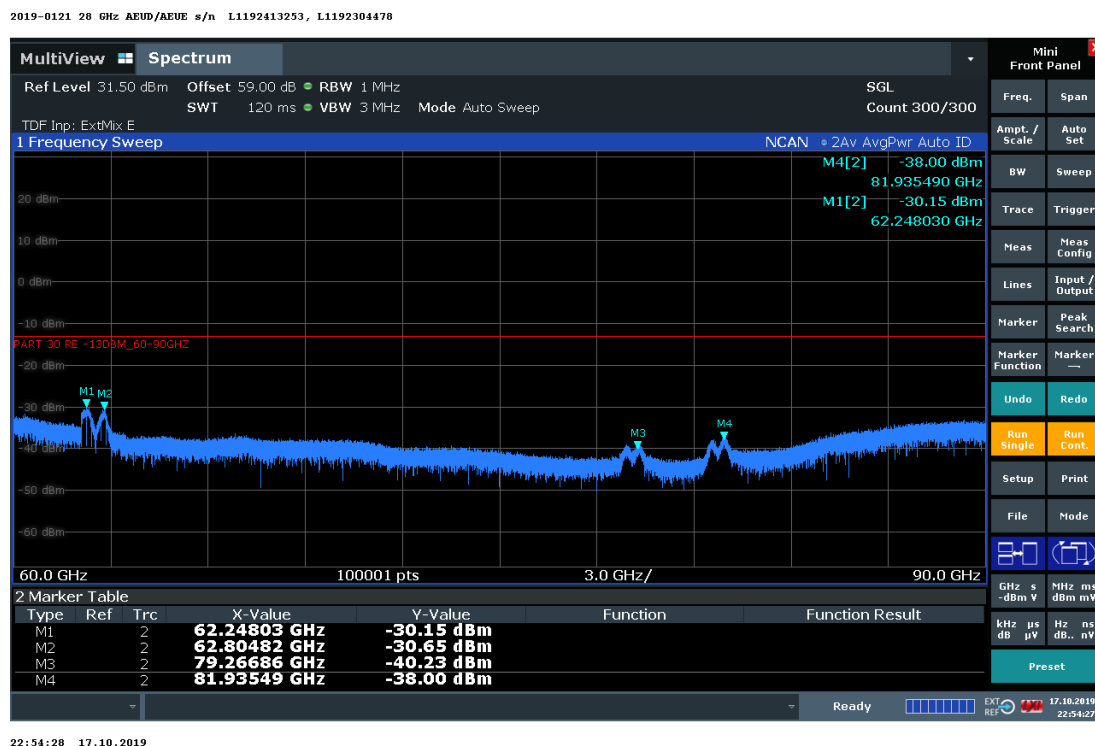 2019-0121 28 GHz AEUD/AEUE s/n L1192413253, L1192304478
MultiView Spectrum
Ref Level 31.50 dBm Offset 59.00 dB RBW 1 MHz SGL
SWT 120 ms VBW 3 MHz Mode Auto Sweep Count 300/300
TDF Inp: ExtMix E
1 Frequency Sweep NCAN 2Av AvgPwr Auto ID
M4[2] -38.00 dBm
81.935490 GHz
M1[2] -30.15 dBm
62.248030 GHz
20 dBm
10 dBm
0 dBm
-10 dBm
PART 30 RE -13DBM_60-90GHZ
-20 dBm
M1 M2
-30 dBm
M3 M4
-40 dBm
-50 dBm
-60 dBm
60.0 GHz 100001 pts 3.0 GHz/ 90.0 GHz
2 Marker Table
Type Ref Trc X-Value Y-Value Function Function Result
M1 2 62.24803 GHz -30.15 dBm
M2 2 62.80482 GHz -30.65 dBm
M3 2 79.26686 GHz -40.23 dBm
M4 2 81.93549 GHz -38.00 dBm
Ready EXT REF 17.10.2019
22:54:27
Mini
Front Panel
Freq. Span
Ampt. / Scale Auto Set
BW Sweep
Trace Trigger
Meas Meas Config
Lines Input / Output
Marker Peak Search
Marker Function Marker →
Undo Redo
Run Single Run Cont.
Setup Print
File Mode
GHz s -dBm V MHz ms dBm mV
kHz µs dB µV Hz ns dB.. nV
Preset
22:54:28 17.10.2019